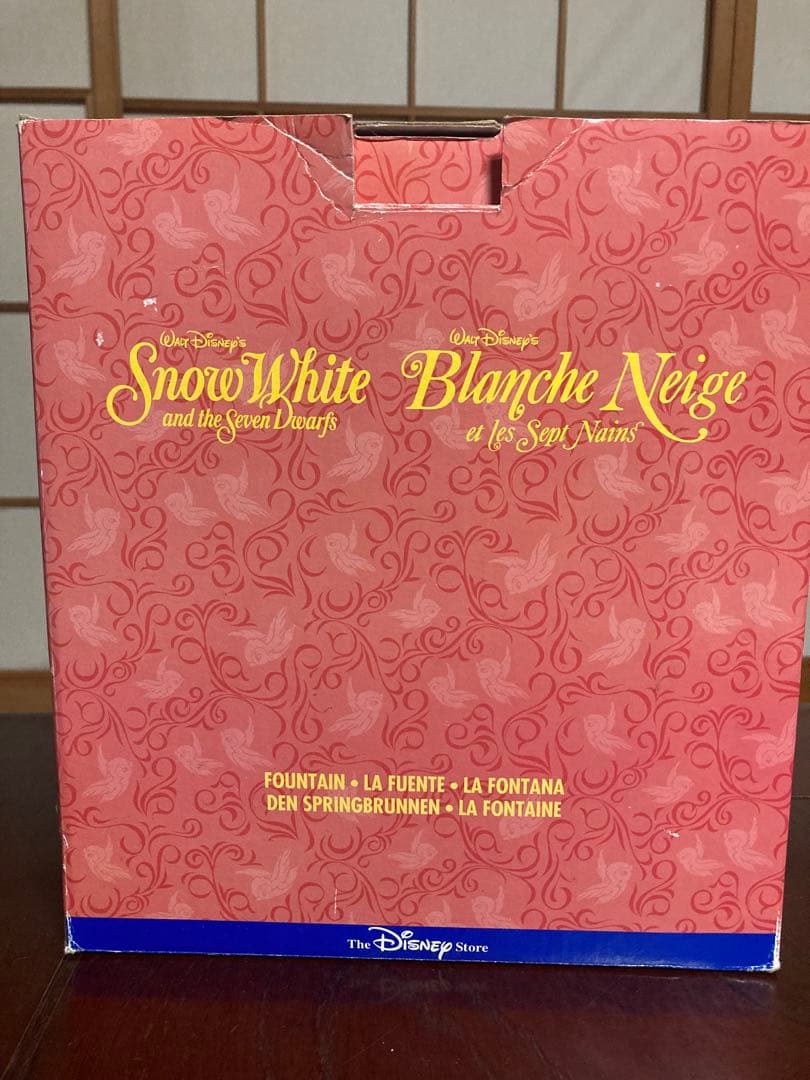 Walt Disney's
Snow White
and the Seven Dwarfs
Walt Disney's
Blanche Neige
et les Sept Nains
FOUNTAIN • LA FUENTE • LA FONTANA
DEN SPRINGBRUNNEN • LA FONTAINE
The Disney Store